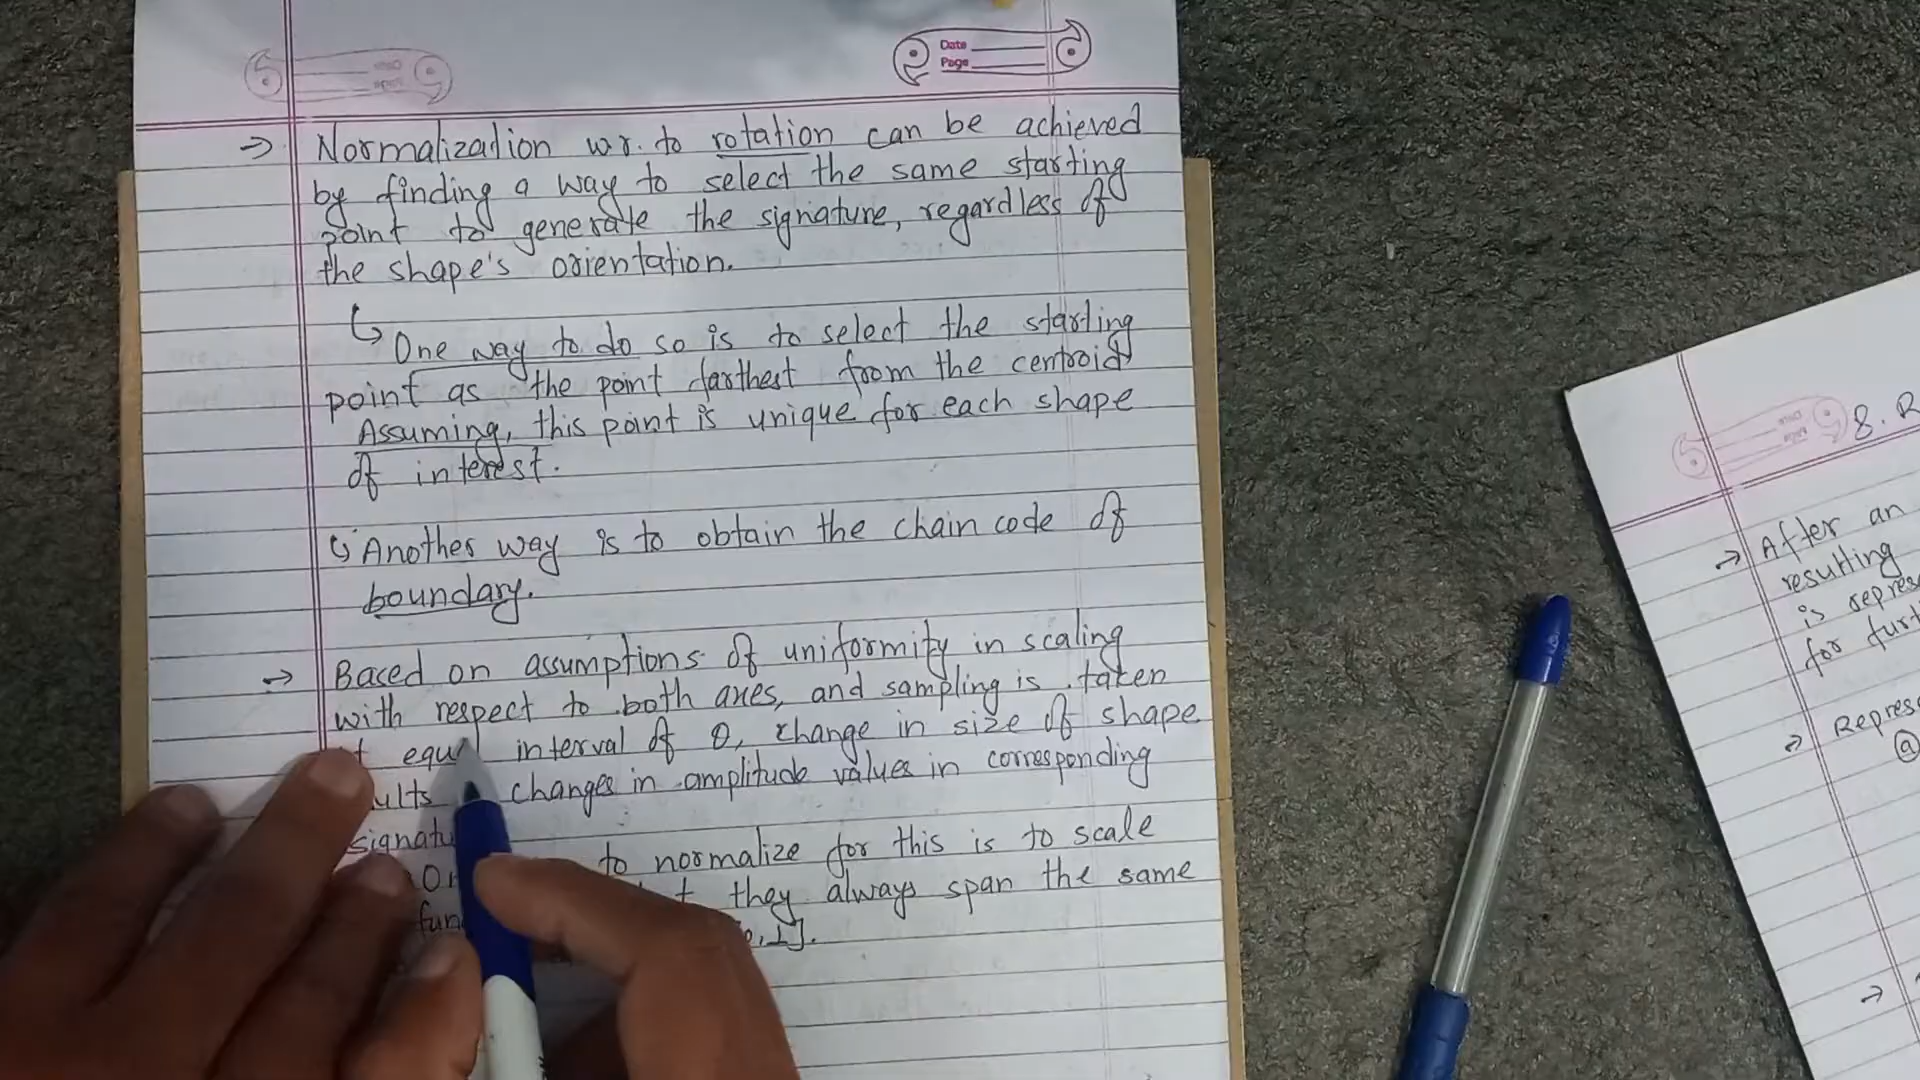 Date
Page
→ Normalization w.r. to rotation can be achieved
by finding a way to select the same starting
point to generate the signature, regardless of
the shape's orientation.
↳ One way to do so is to select the starting
point as the point farthest from the centroid
Assuming, this point is unique for each shape
of interest.
↳ Another way is to obtain the chain code of
boundary.
→ Based on assumptions of uniformity in scaling
with respect to both axes, and sampling is taken
interval of θ, change in size of shape
changes in amplitude values in corresponding
to normalize for this is to scale
they always span the same
0,1].
8. R
→ After an
resulting
is
→
@
→